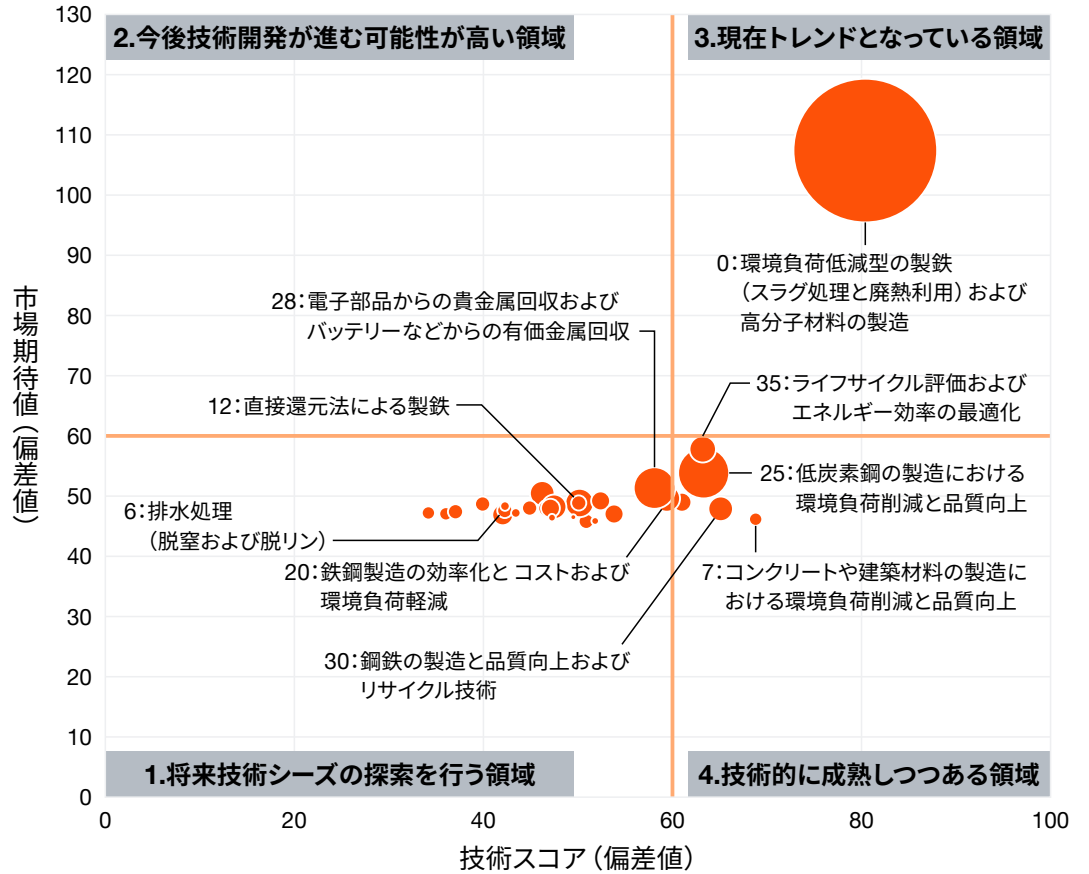 2.今後技術開発が進む可能性が高い領域
3.現在トレンドとなっている領域
130
120
110
100
90
80
70
60
50
40
30
20
10
0
市場期待値（偏差値）
0：環境負荷低減型の製鉄
（スラグ処理と廃熱利用）および
高分子材料の製造
28：電子部品からの貴金属回収および
バッテリーなどからの有価金属回収
35：ライフサイクル評価および
エネルギー効率の最適化
12：直接還元法による製鉄
25：低炭素鋼の製造における
環境負荷削減と品質向上
6：排水処理
（脱窒および脱リン）
20：鉄鋼製造の効率化と コストおよび
環境負荷軽減
7：コンクリートや建築材料の製造に
おける環境負荷削減と品質向上
30：鋼鉄の製造と品質向上および
リサイクル技術
1.将来技術シーズの探索を行う領域
4.技術的に成熟しつつある領域
0
20
40
60
80
100
技術スコア（偏差値）